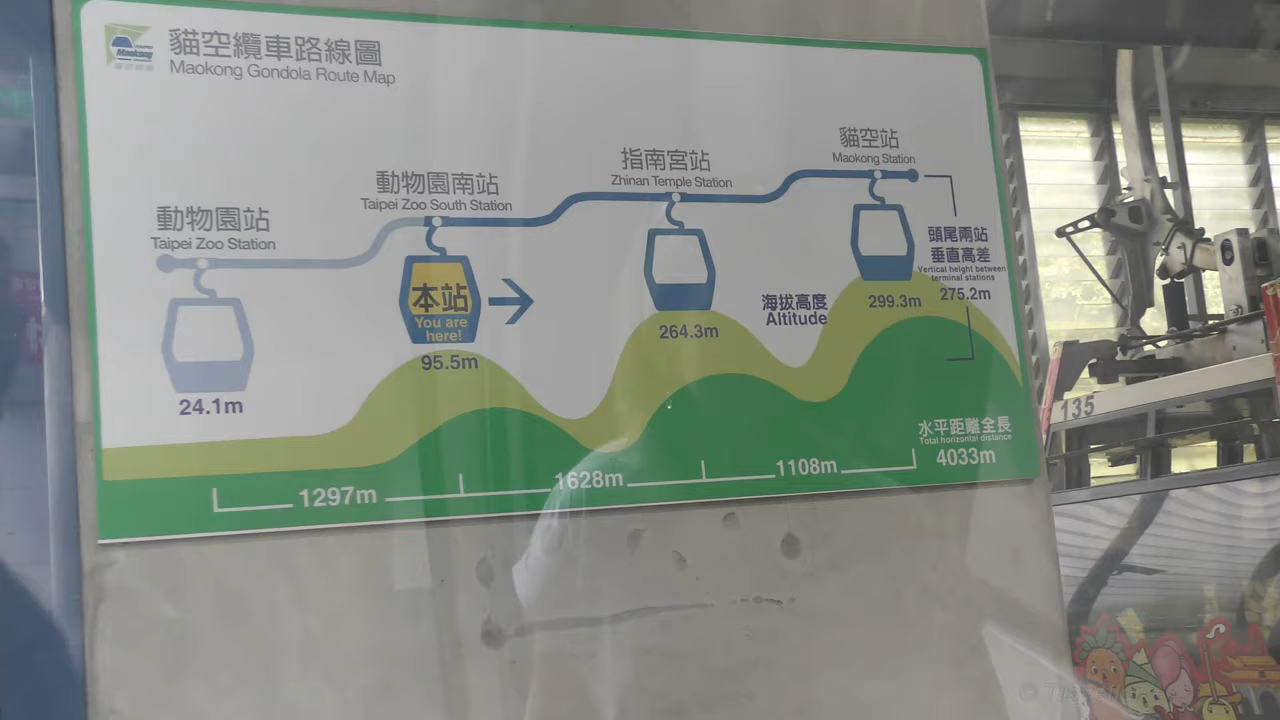 貓空纜車路線圖
Maokong Gondola Route Map
Maokong
貓空站
Maokong Station
指南宮站
Zhinan Temple Station
動物園南站
Taipei Zoo South Station
動物園站
Taipei Zoo Station
本站
You are
here!
24.1m
95.5m
264.3m
海拔高度
Altitude
299.3m
頭尾兩站
垂直高差
Vertical height between
terminal stations
275.2m
水平距離全長
Total horizontal distance
4033m
1297m
1628m
1108m
135